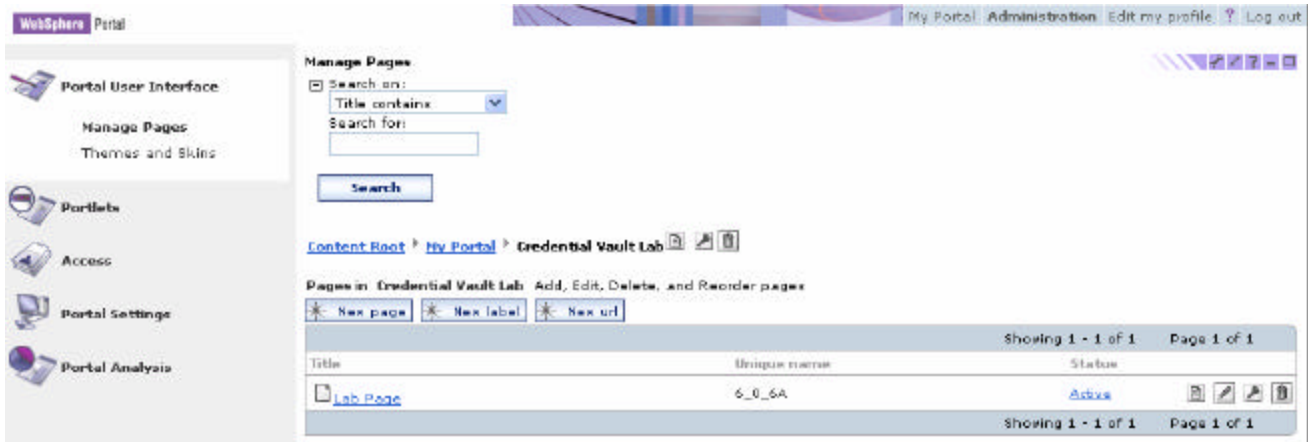 WebSphere Portal
My Portal Administration Edit my profile ? Log out
Portal User Interface
Manage Pages
Themes and Skins
Portlets
Access
Portal Settings
Portal Analysis
Manage Pages
Search on:
Title contains
Search for:
Search
Content Root My Portal Credential Vault Lab
Pages in Credential Vault Lab Add, Edit, Delete, and Reorder pages
New page New label New url
Showing 1 - 1 of 1 Page 1 of 1
Title Unique name Status
Lab Page 6_0_6A Active
Showing 1 - 1 of 1 Page 1 of 1